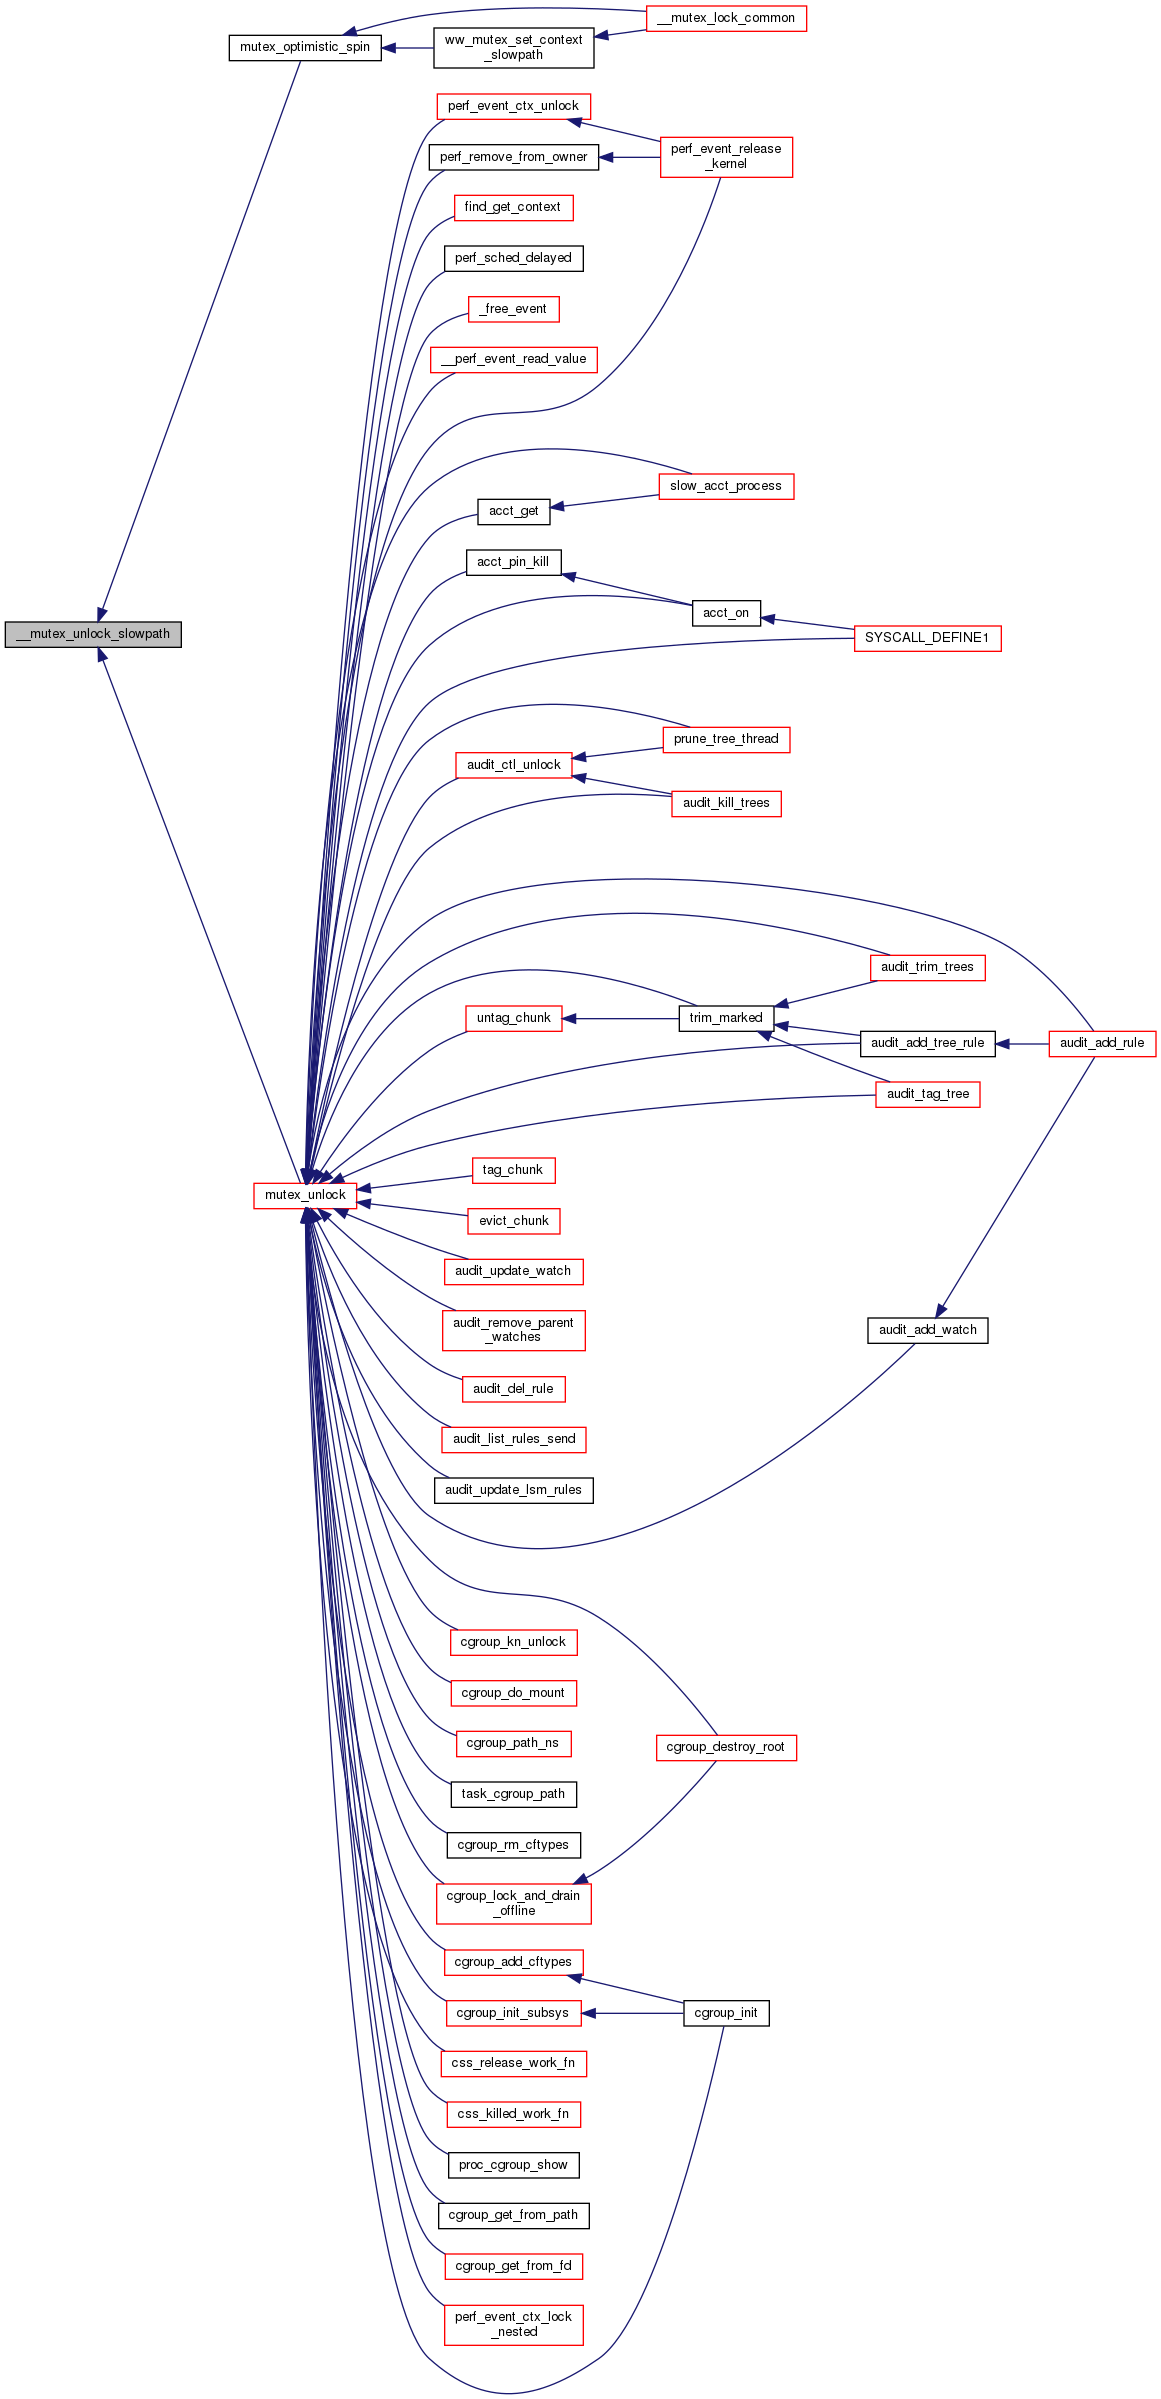 __mutex_lock_common
mutex_optimistic_spin
ww_mutex_set_context
_slowpath
perf_event_ctx_unlock
perf_event_release
_kernel
perf_remove_from_owner
find_get_context
perf_sched_delayed
_free_event
__perf_event_read_value
slow_acct_process
acct_get
acct_pin_kill
acct_on
__mutex_unlock_slowpath
SYSCALL_DEFINE1
prune_tree_thread
audit_ctl_unlock
audit_kill_trees
audit_trim_trees
untag_chunk
trim_marked
audit_add_tree_rule
audit_add_rule
audit_tag_tree
tag_chunk
mutex_unlock
evict_chunk
audit_update_watch
audit_remove_parent
_watches
audit_add_watch
audit_del_rule
audit_list_rules_send
audit_update_lsm_rules
cgroup_kn_unlock
cgroup_do_mount
cgroup_path_ns
cgroup_destroy_root
task_cgroup_path
cgroup_rm_cftypes
cgroup_lock_and_drain
_offline
cgroup_add_cftypes
cgroup_init_subsys
cgroup_init
css_release_work_fn
css_killed_work_fn
proc_cgroup_show
cgroup_get_from_path
cgroup_get_from_fd
perf_event_ctx_lock
_nested